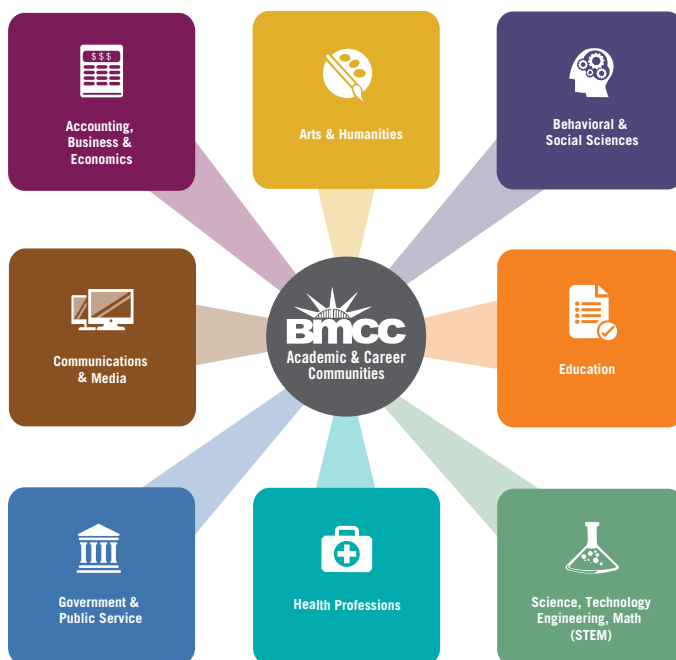 $$$
Accounting,
Business &
Economics
Arts & Humanities
Behavioral &
Social Sciences
Communications
& Media
BMCC
Academic & Career
Communities
Education
Government &
Public Service
Health Professions
Science, Technology
Engineering, Math
(STEM)